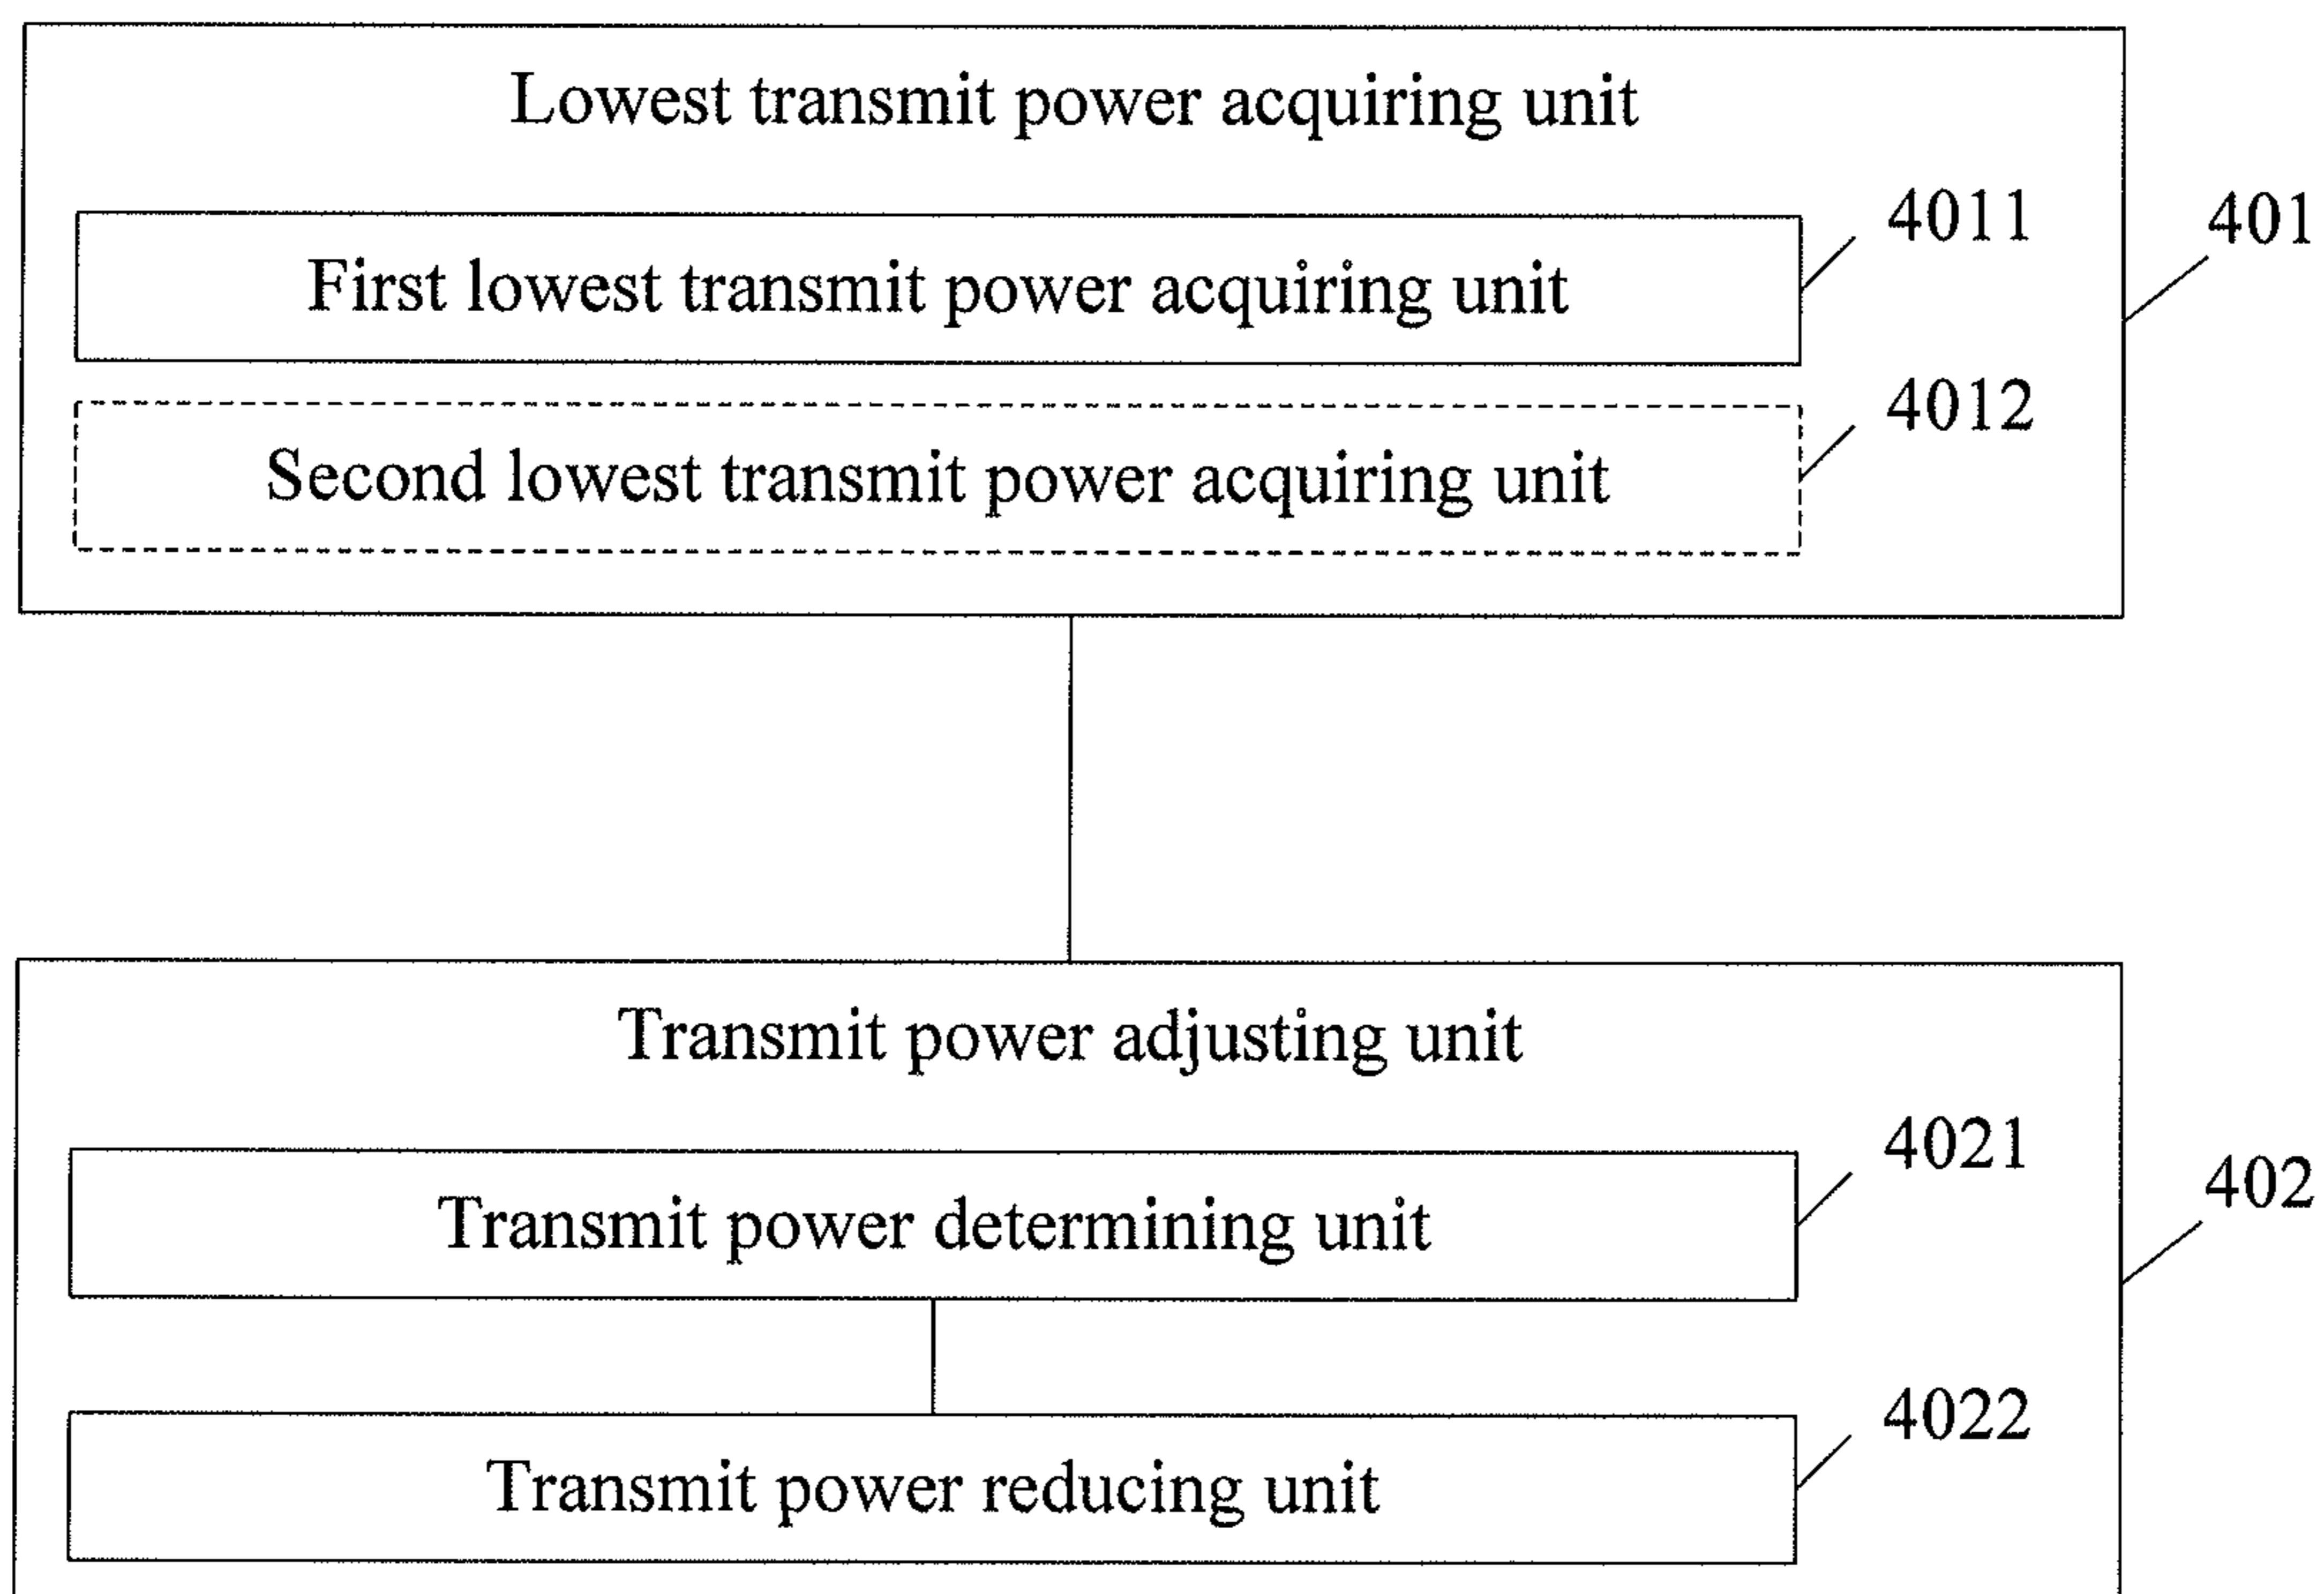 Lowest transmit power acquiring unit
4011
401
First lowest transmit power acquiring unit
4012
Second lowest transmit power acquiring unit
Transmit power adjusting unit
4021
402
Transmit power determining unit
4022
Transmit power reducing unit